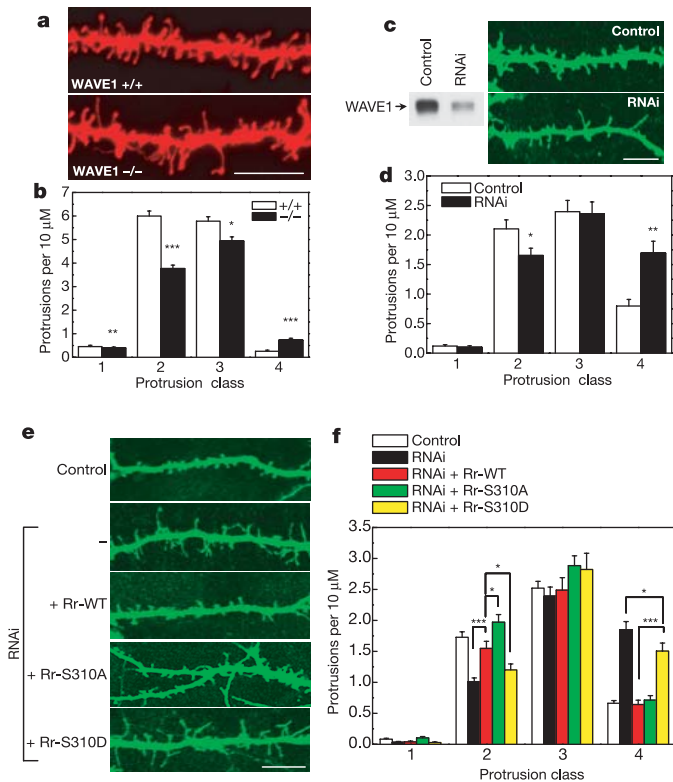 a
WAVE1 +/+
WAVE1 −/−
b
Protrusions per 10 µM
6
5
4
3
2
1
0
+/+
−/−
**
***
*
***
1 2 3 4
Protrusion class
c
Control
RNAi
WAVE1
Control
RNAi
d
Protrusions per 10 µM
2.5
2.0
1.5
1.0
0.5
0.0
Control
RNAi
*
**
1 2 3 4
Protrusion class
e
Control
RNAi
–
+ Rr-WT
+ Rr-S310A
+ Rr-S310D
f
Control
RNAi
RNAi + Rr-WT
RNAi + Rr-S310A
RNAi + Rr-S310D
Protrusions per 10 µM
3.5
3.0
2.5
2.0
1.5
1.0
0.5
0
***
*
*
*
***
1 2 3 4
Protrusion class